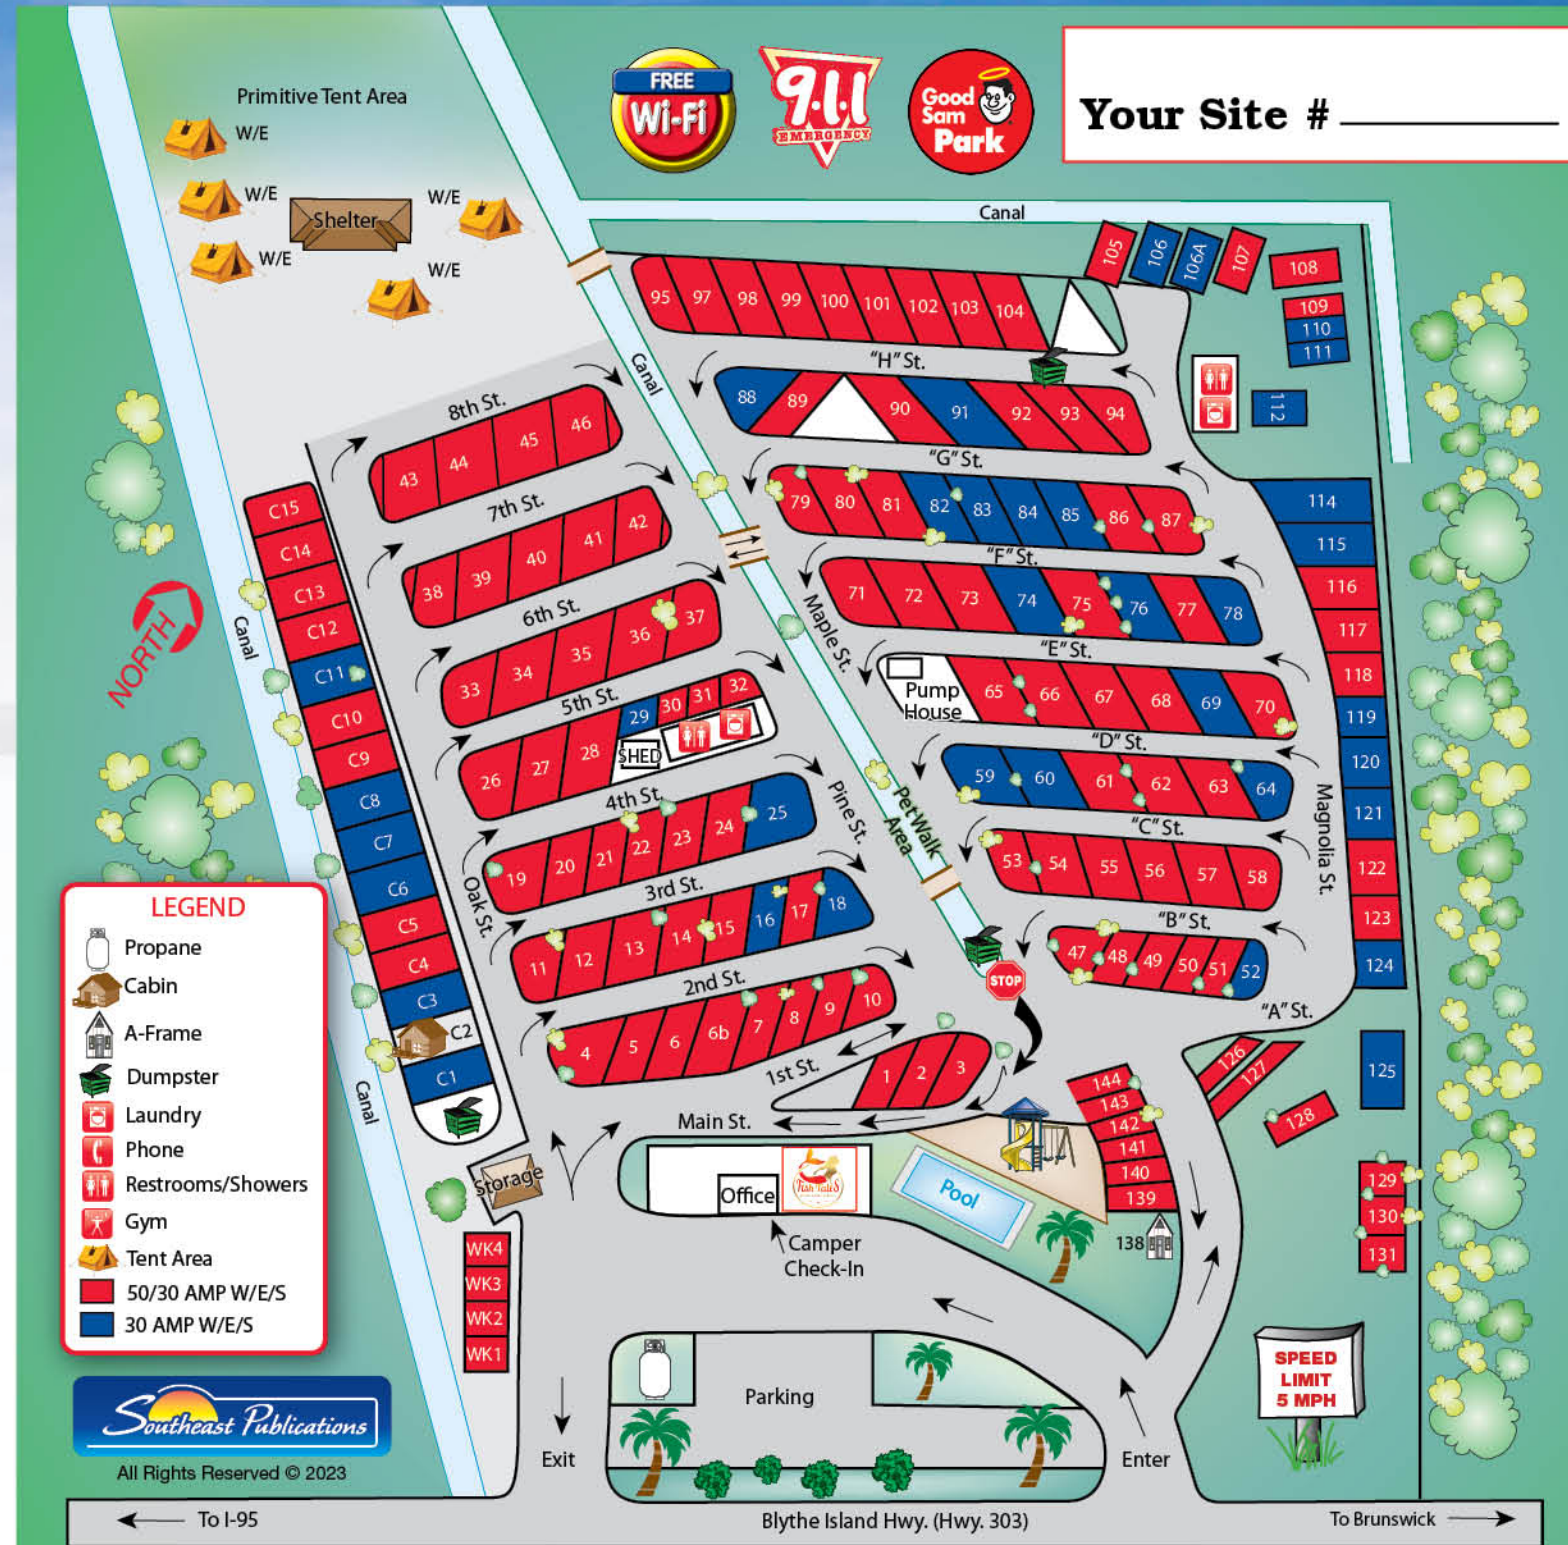 FREE
Wi-Fi
9.1.1
EMERGENCY
Good
Sam
Park
Your Site #
Primitive Tent Area
W/E
W/E
W/E
W/E
W/E
Shelter
Canal
Canal
105
106
106A
107
108
109
110
111
112
95
97
98
99
100
101
102
103
104
"H" St.
88
89
90
91
92
93
94
"G" St.
79
80
81
82
83
84
85
86
87
"F" St.
71
72
73
74
75
76
77
78
"E" St.
Pump
House
65
66
67
68
69
70
"D" St.
59
60
61
62
63
64
"C" St.
53
54
55
56
57
58
"B" St.
47
48
49
50
51
52
"A" St.
Maple St.
Magnolia St.
Pet Walk
Area
Pine St.
Oak St.
114
115
116
117
118
119
120
121
122
123
124
125
126
127
128
129
130
131
8th St.
43
44
45
46
7th St.
38
39
40
41
42
6th St.
33
34
35
36
37
5th St.
26
27
28
29
30
31
32
SHED
4th St.
19
20
21
22
23
24
25
3rd St.
11
12
13
14
15
16
17
18
2nd St.
4
5
6
6b
7
8
9
10
1st St.
1
2
3
STOP
C15
C14
C13
C12
C11
C10
C9
C8
C7
C6
C5
C4
C3
C2
C1
NORTH
Canal
Canal
Main St.
144
143
142
141
140
139
138
Storage
Office
Fish Tales
Pool
Camper
Check-In
WK4
WK3
WK2
WK1
Parking
Exit
Enter
SPEED
LIMIT
5 MPH
LEGEND
Propane
Cabin
A-Frame
Dumpster
Laundry
Phone
Restrooms/Showers
Gym
Tent Area
50/30 AMP W/E/S
30 AMP W/E/S
Southeast Publications
All Rights Reserved © 2023
To I-95
Blythe Island Hwy. (Hwy. 303)
To Brunswick